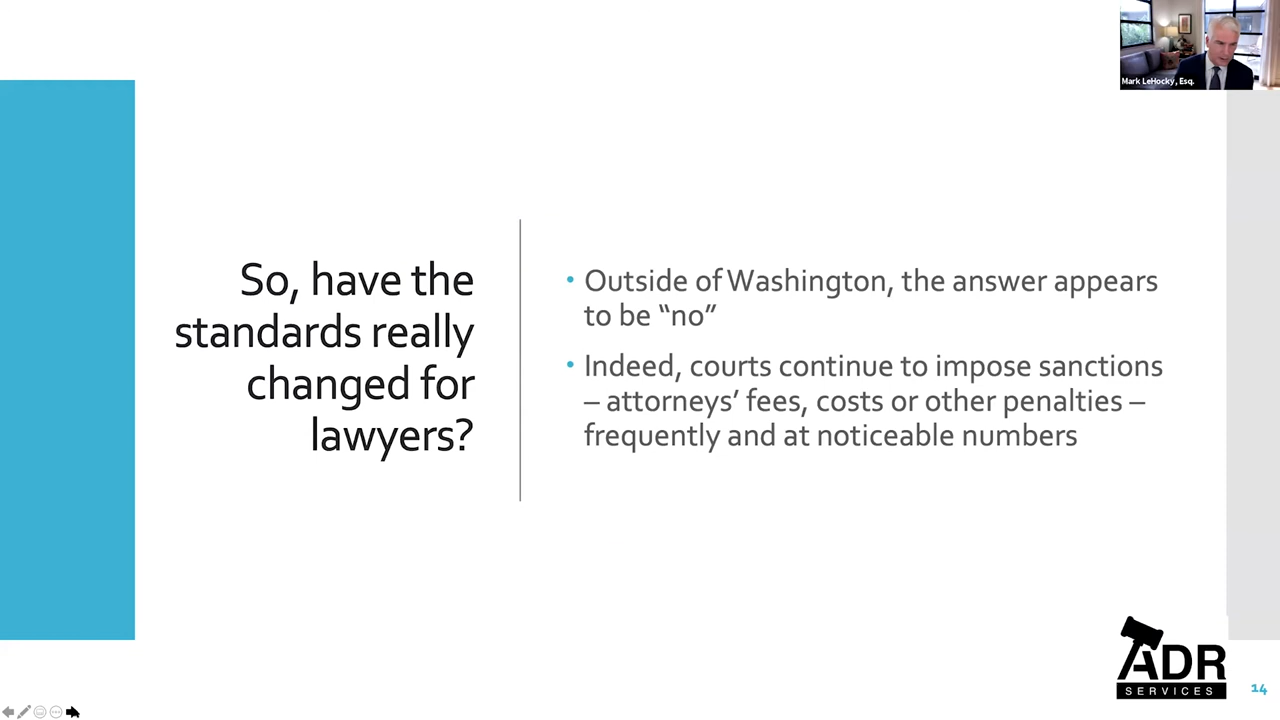 Mark LeHocky, Esq.
So, have the
standards really
changed for
lawyers?
• Outside of Washington, the answer appears
to be “no”
• Indeed, courts continue to impose sanctions
– attorneys’ fees, costs or other penalties –
frequently and at noticeable numbers
ADR
SERVICES
14